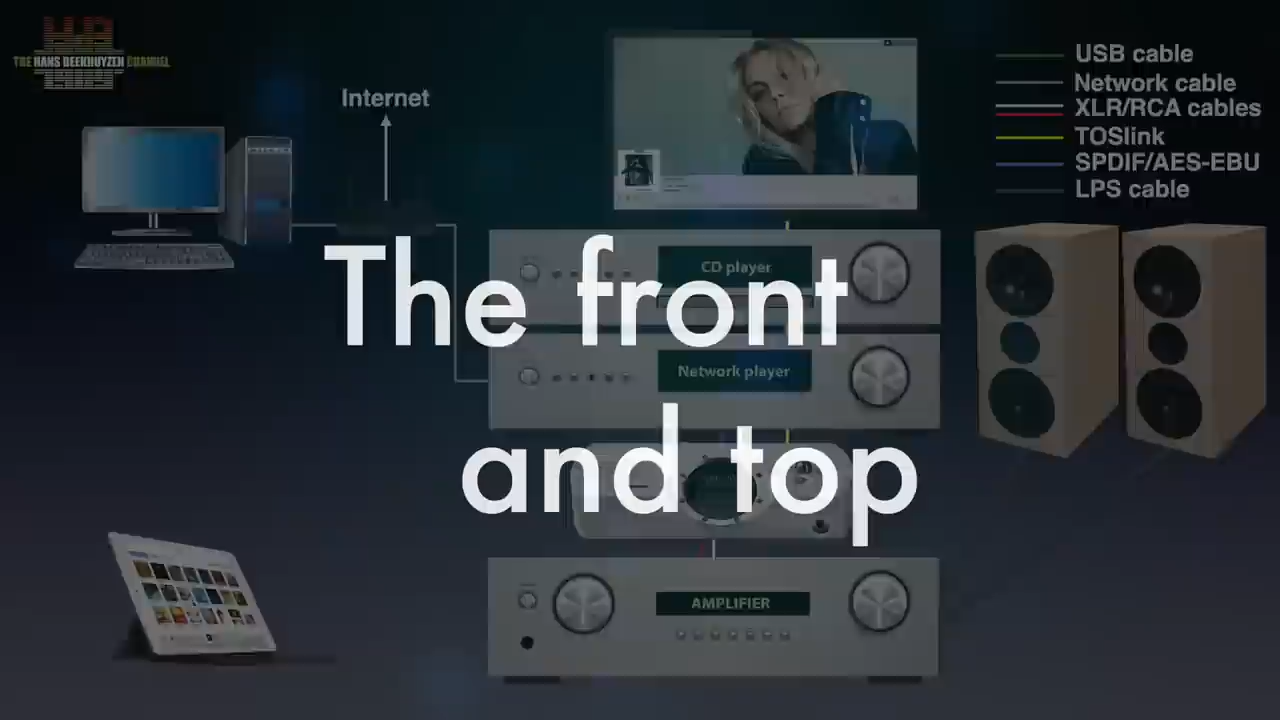 THE HANS BEEKHUYZEN CHANNEL
Internet
USB cable
Network cable
XLR/RCA cables
TOSlink
SPDIF/AES-EBU
LPS cable
CD player
The front
Network player
and top
AMPLIFIER